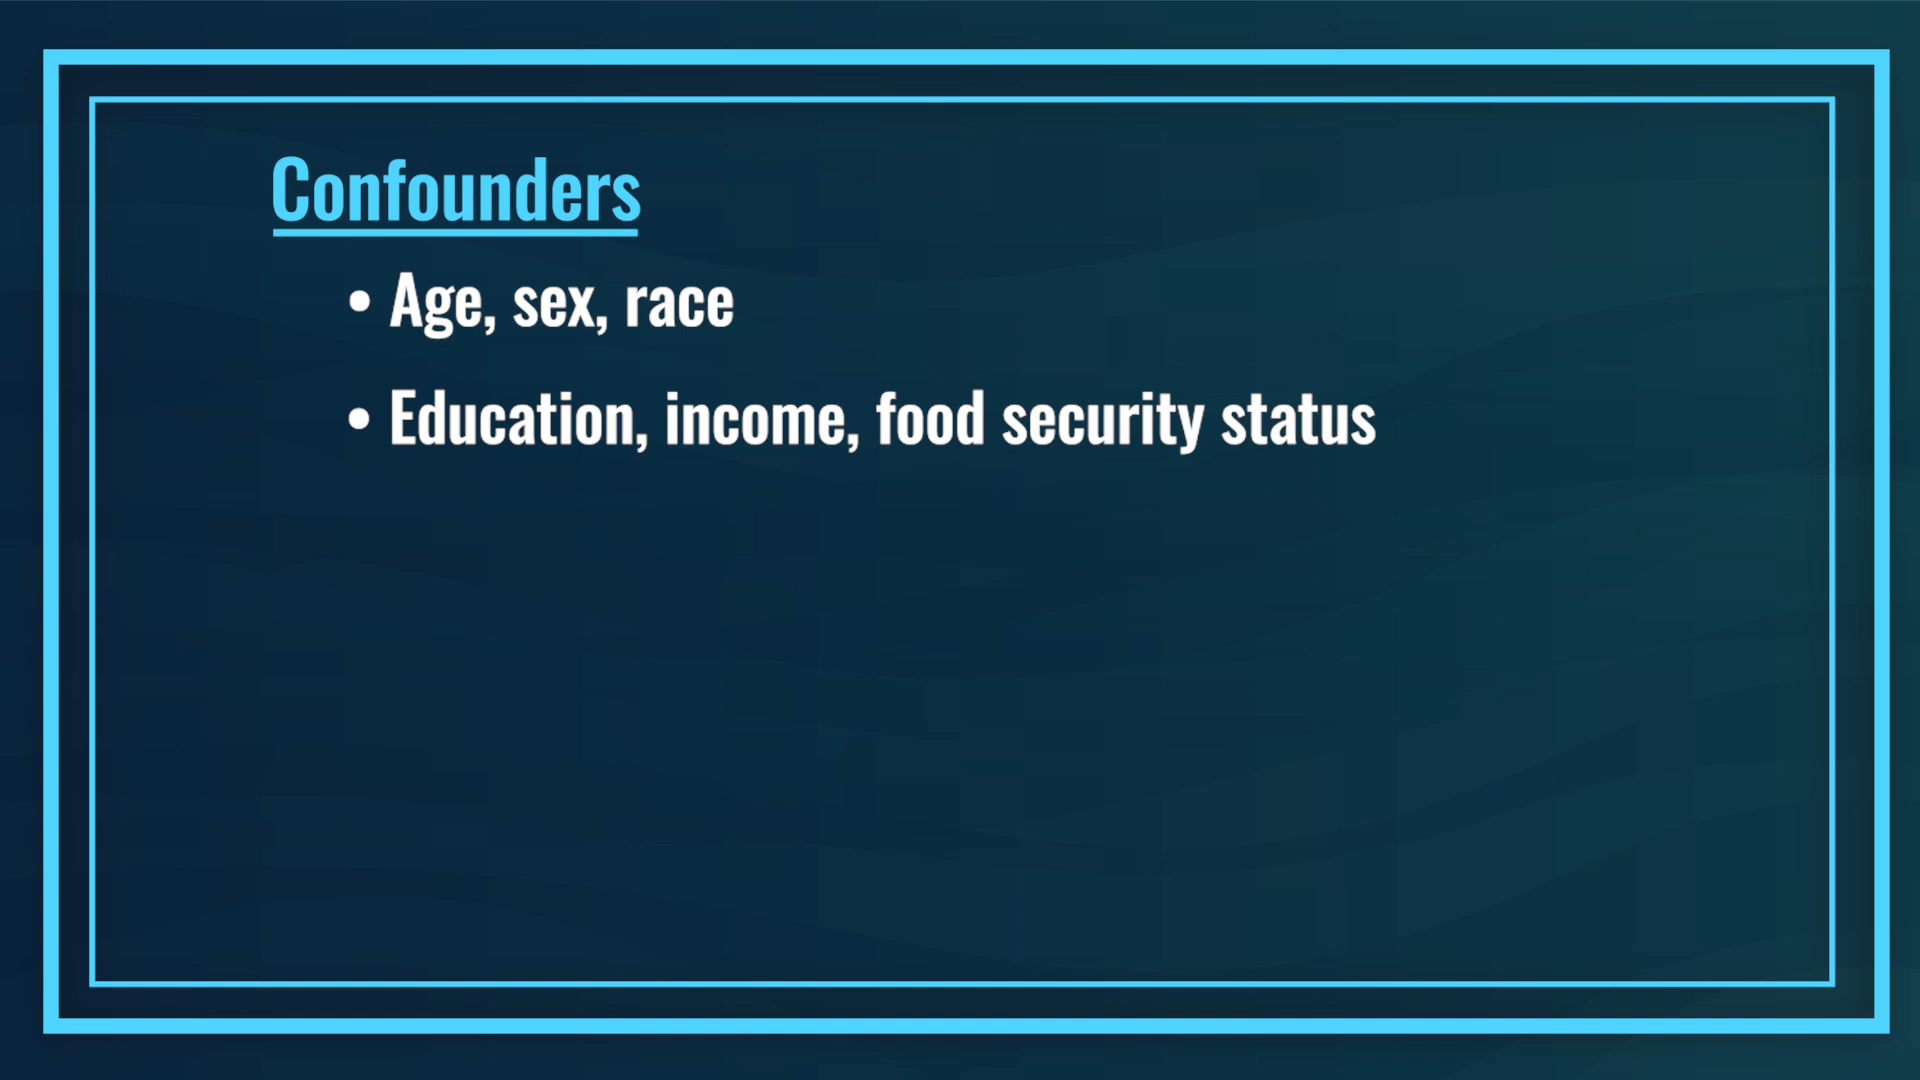 Confounders
• Age, sex, race
• Education, income, food security status